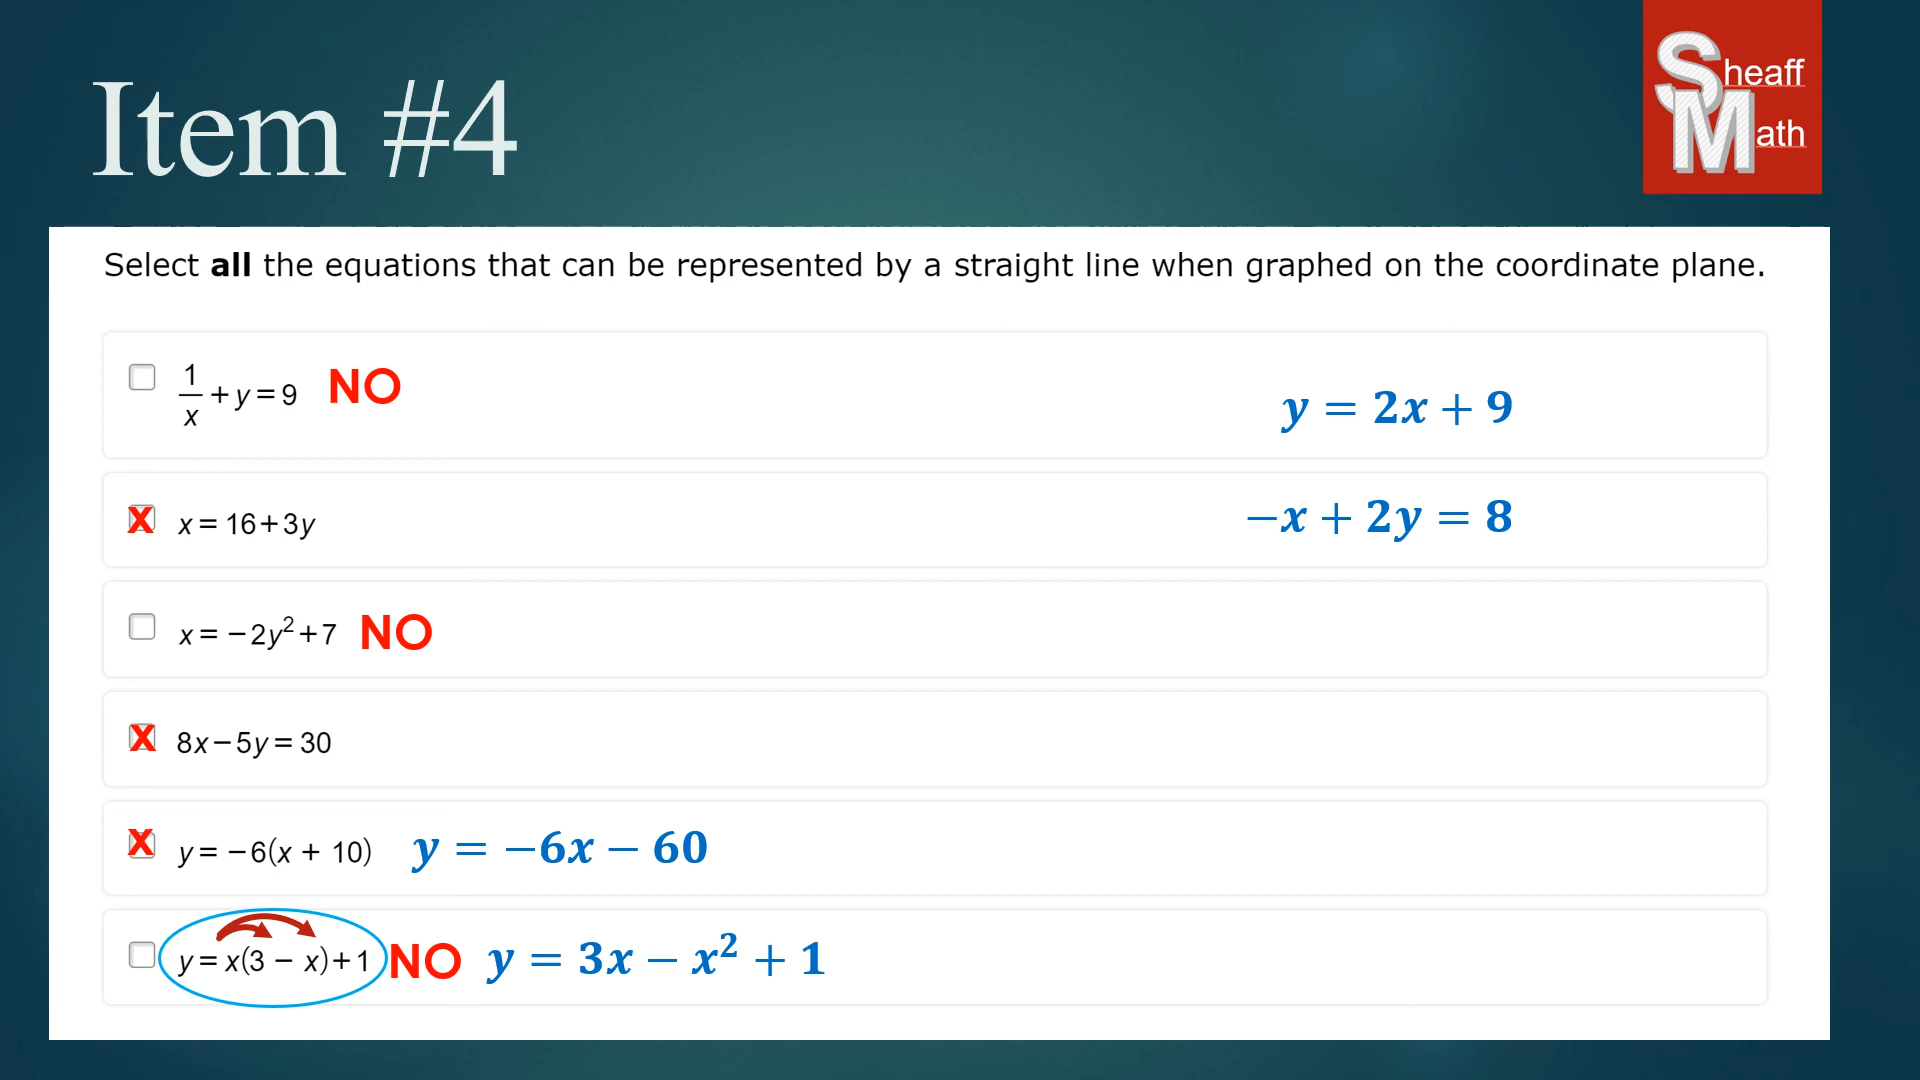 Item #4
Sheaff
Math
Select all the equations that can be represented by a straight line when graphed on the coordinate plane.
1/x + y = 9 NO
y = 2x + 9
X x = 16 + 3y
−x + 2y = 8
x = −2y² + 7 NO
X 8x − 5y = 30
X y = −6(x + 10) y = −6x − 60
y = x(3 − x) + 1 NO y = 3x − x² + 1